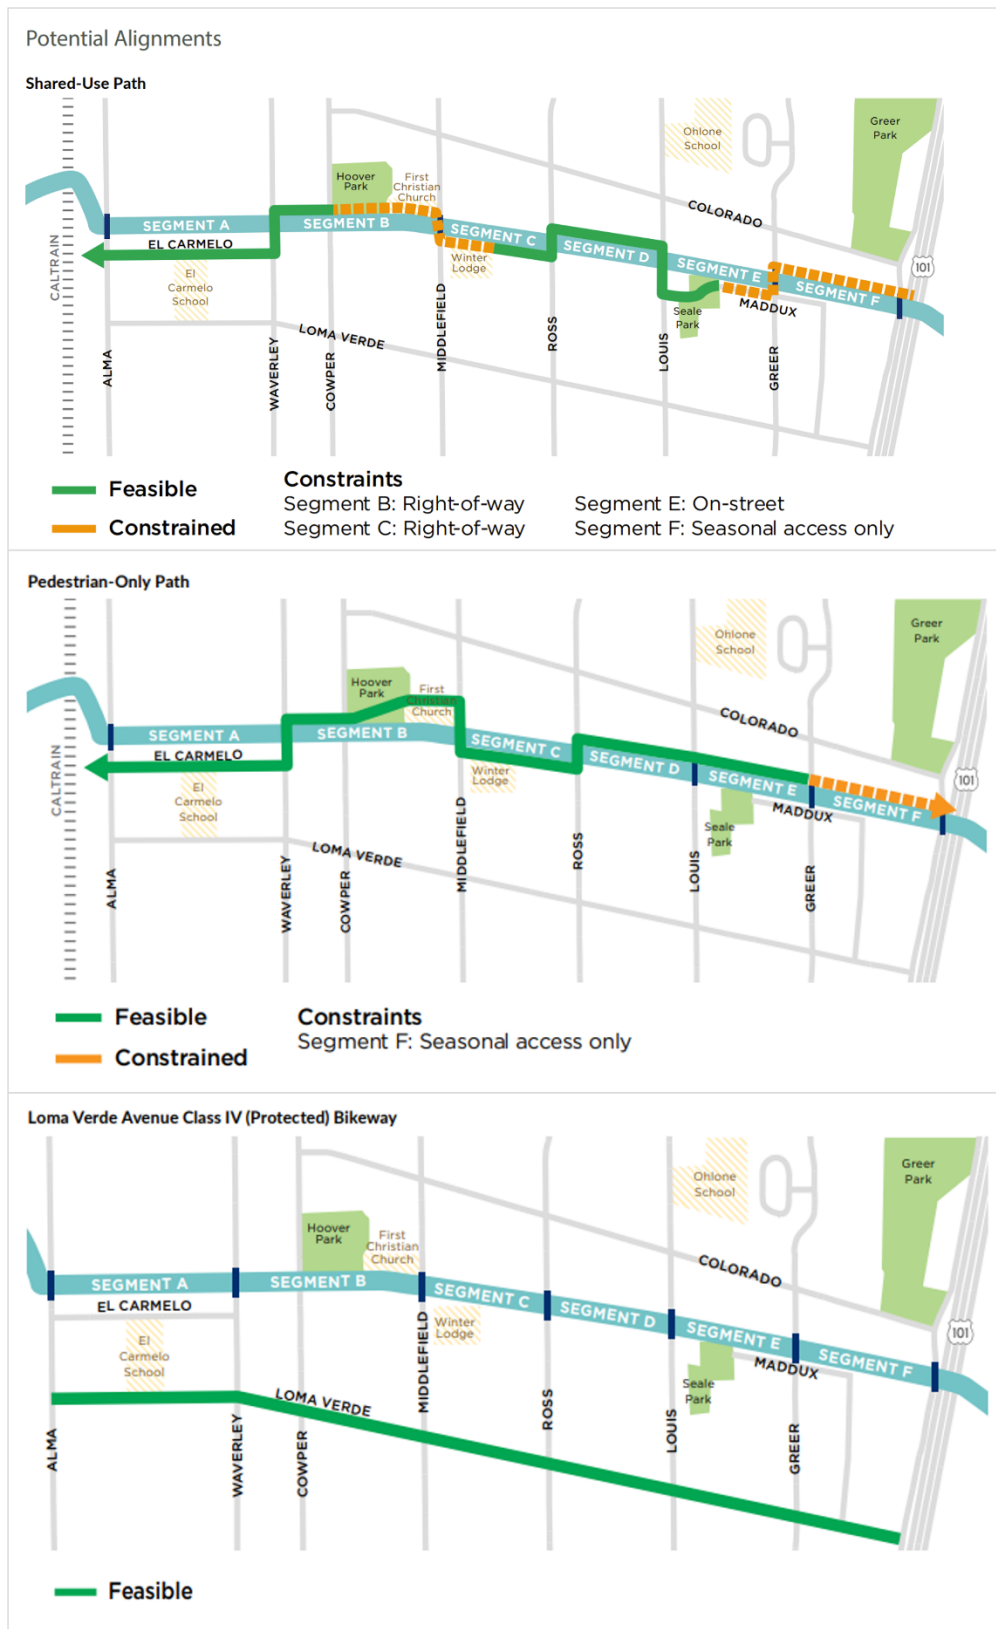 Potential Alignments
Shared-Use Path
Greer
Park
Ohlone
School
Hoover
Park
First
Christian
Church
COLORADO
SEGMENT A
SEGMENT B
SEGMENT C
SEGMENT D
SEGMENT E
SEGMENT F
EL CARMELO
CALTRAIN
El
Carmelo
School
Winter
Lodge
101
MADDUX
Seale
Park
LOMA VERDE
ALMA
WAVERLEY
COWPER
MIDDLEFIELD
ROSS
LOUIS
GREER
Feasible
Constrained
Constraints
Segment B: Right-of-way
Segment C: Right-of-way
Segment E: On-street
Segment F: Seasonal access only
Pedestrian-Only Path
Greer
Park
Ohlone
School
Hoover
Park
First
Christian
Church
COLORADO
SEGMENT A
SEGMENT B
SEGMENT C
SEGMENT D
SEGMENT E
SEGMENT F
EL CARMELO
CALTRAIN
El
Carmelo
School
Winter
Lodge
101
MADDUX
Seale
Park
LOMA VERDE
ALMA
WAVERLEY
COWPER
MIDDLEFIELD
ROSS
LOUIS
GREER
Feasible
Constrained
Constraints
Segment F: Seasonal access only
Loma Verde Avenue Class IV (Protected) Bikeway
Greer
Park
Ohlone
School
Hoover
Park
First
Christian
Church
COLORADO
SEGMENT A
SEGMENT B
SEGMENT C
SEGMENT D
SEGMENT E
SEGMENT F
EL CARMELO
El
Carmelo
School
Winter
Lodge
101
MADDUX
Seale
Park
LOMA VERDE
ALMA
WAVERLEY
COWPER
MIDDLEFIELD
ROSS
LOUIS
GREER
Feasible